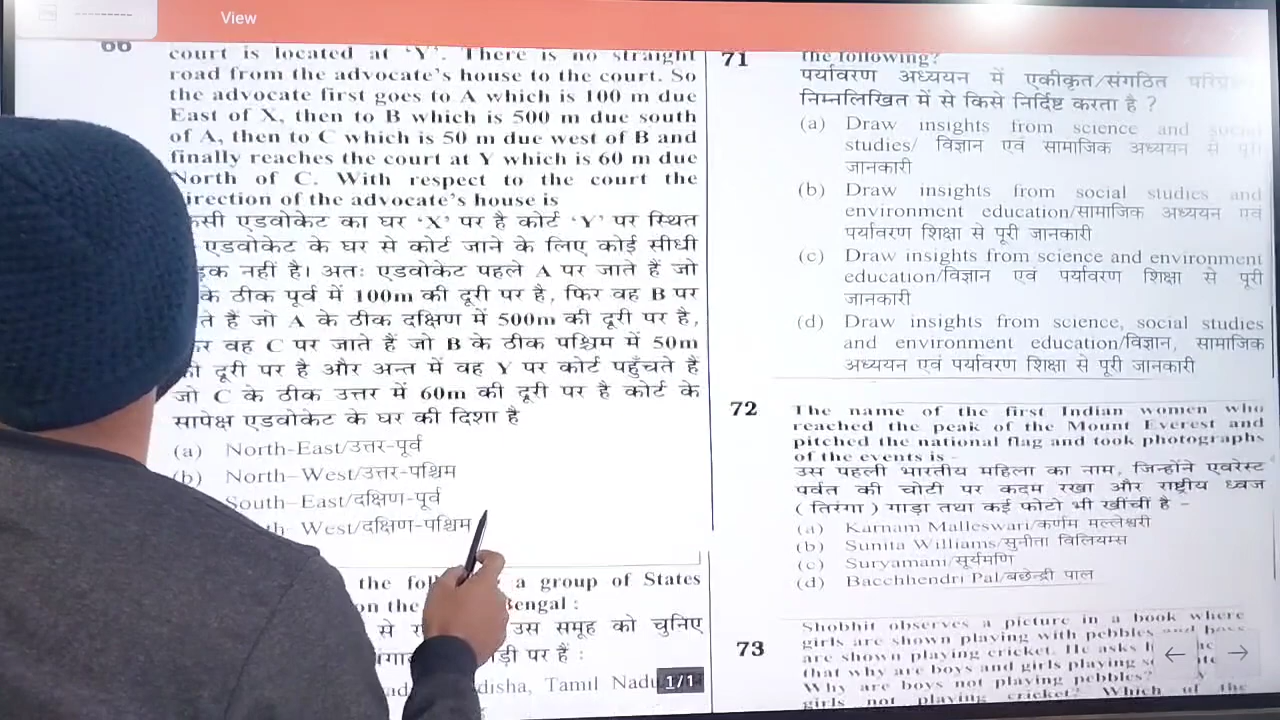 View
66
court is located at 'Y'. There is no straight
road from the advocate's house to the court. So
the advocate first goes to A which is 100 m due
East of X, then to B which is 500 m due south
of A, then to C which is 50 m due west of B and
finally reaches the court at Y which is 60 m due
North of C. With respect to the court the
direction of the advocate's house is
एडवोकेट का घर 'X' पर है कोर्ट 'Y' पर स्थित
एडवोकेट के घर से कोर्ट जाने के लिए कोई सीधी
नहीं है। अतः एडवोकेट पहले A पर जाते हैं जो
के ठीक पूर्व में 100m की दूरी पर है, फिर वह B पर
हैं जो A के ठीक दक्षिण में 500m की दूरी पर है,
वह C पर जाते हैं जो B के ठीक पश्चिम में 50m
दूरी पर है और अन्त में वह Y पर कोर्ट पहुँचते हैं
जो C के ठीक उत्तर में 60m की दूरी पर है कोर्ट के
सापेक्ष एडवोकेट के घर की दिशा है
(a) North-East/उत्तर-पूर्व
(b) North-West/उत्तर-पश्चिम
South-East/दक्षिण-पूर्व
West/दक्षिण-पश्चिम
the a group of States
on the Bengal :
से उस समूह को चुनिए
पर हैं :
Tamil Nadu
1/1
71
the following?
पर्यावरण अध्ययन में एकीकृत/संगठित
निम्नलिखित में से किसे निर्दिष्ट करता है ?
(a) Draw insights from science and social
studies/ विज्ञान एवं सामाजिक अध्ययन से पूरी
जानकारी
(b) Draw insights from social studies and
environment education/सामाजिक अध्ययन एवं
पर्यावरण शिक्षा से पूरी जानकारी
(c) Draw insights from science and environment
education/विज्ञान एवं पर्यावरण शिक्षा से पूरी
जानकारी
(d) Draw insights from science, social studies
and environment education/विज्ञान, सामाजिक
अध्ययन एवं पर्यावरण शिक्षा से पूरी जानकारी
72
The name of the first Indian women who
reached the peak of the Mount Everest and
pitched the national flag and took photographs
of the events is -
उस पहली भारतीय महिला का नाम, जिन्होंने एवरेस्ट
पर्वत की चोटी पर कदम रखा और राष्ट्रीय ध्वज
(तिरंगा) गाड़ा तथा कई फोटो भी खींचीं है -
(a) Karnam Malleswari/कर्णम मल्लेश्वरी
(b) Sunita Williams/सुनीता विलियम्स
(c) Suryamani/सूर्यमणि
(d) Bacchhendri Pal/बछेन्द्री पाल
73
Shobhit observes a picture in a book where
girls are shown playing with pebbles and boys
are shown playing cricket. He asks
that why are boys and girls playing
Why are boys not playing pebbles?
girls not playing cricket? Which of the